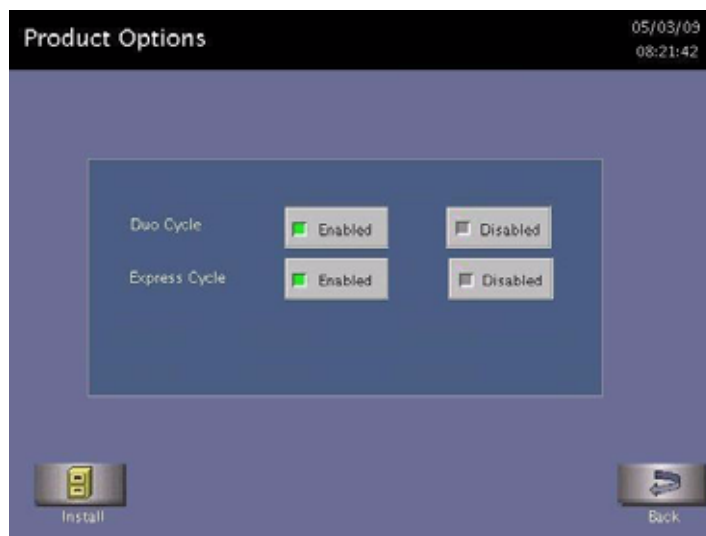 Product Options
05/03/09
08:21:42
Duo Cycle Enabled Disabled
Express Cycle Enabled Disabled
Install Back